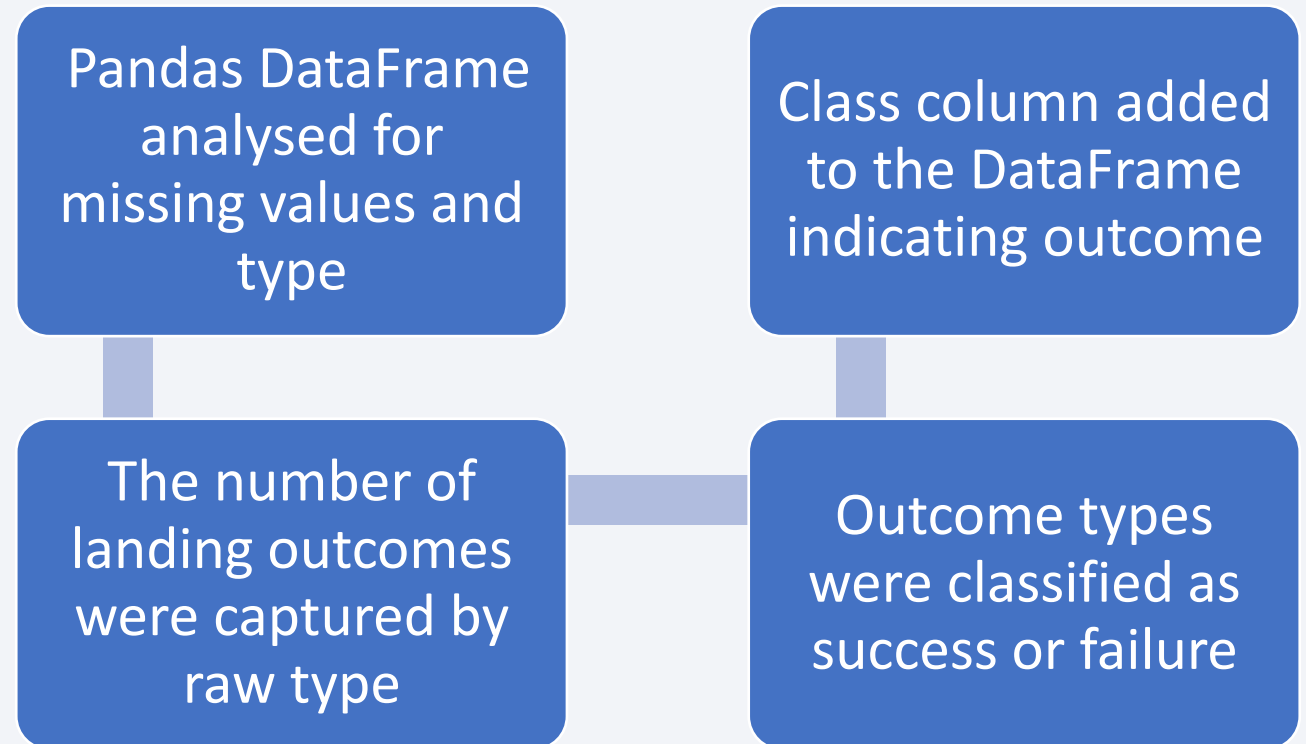 Pandas DataFrame
analysed for
missing values and
type
The number of
landing outcomes
were captured by
raw type
Outcome types
were classified as
success or failure
Class column added
to the DataFrame
indicating outcome